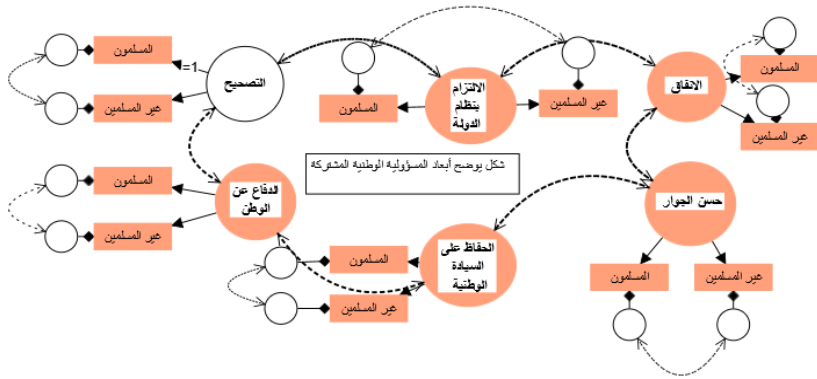 المسلمون
=1
غير المسلمين
التصحيح
المسلمون
الالتزام
بنظام
الدولة
غير المسلمين
الانفاق
المسلمون
غير المسلمين
شكل يوضح أبعاد المسؤولية الوطنية المشتركة
المسلمون
غير المسلمين
الدفاع عن
الوطن
حسن الجوار
المسلمون
غير المسلمين
المسلمون
غير المسلمين
الحفاظ على
السيادة
الوطنية